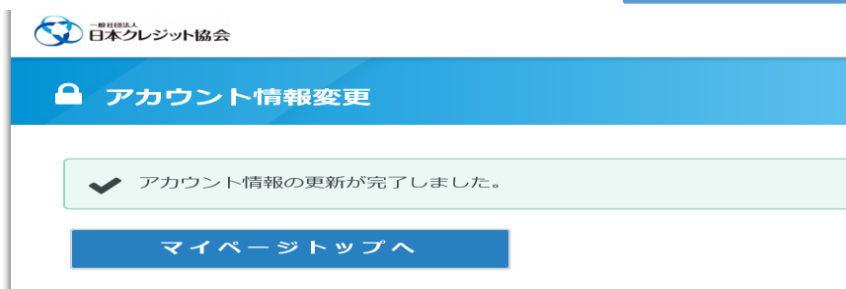 一般社団法人
日本クレジット協会
アカウント情報変更
アカウント情報の更新が完了しました。
マイページトップへ